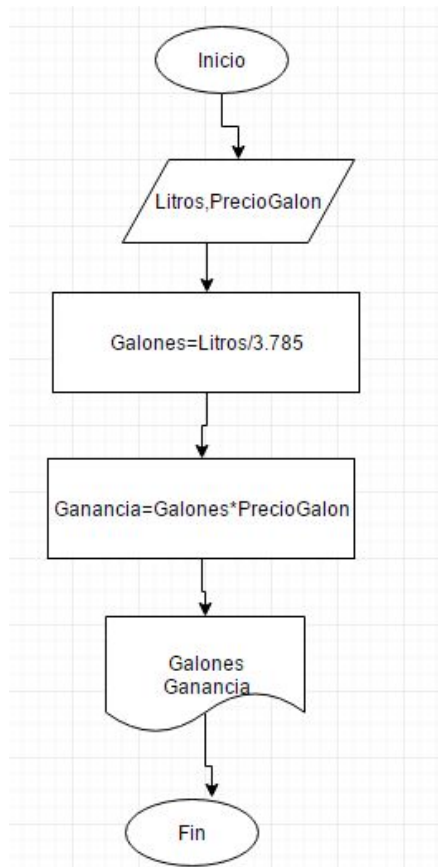 Inicio
Litros,PrecioGalon
Galones=Litros/3.785
Ganancia=Galones*PrecioGalon
Galones
Ganancia
Fin